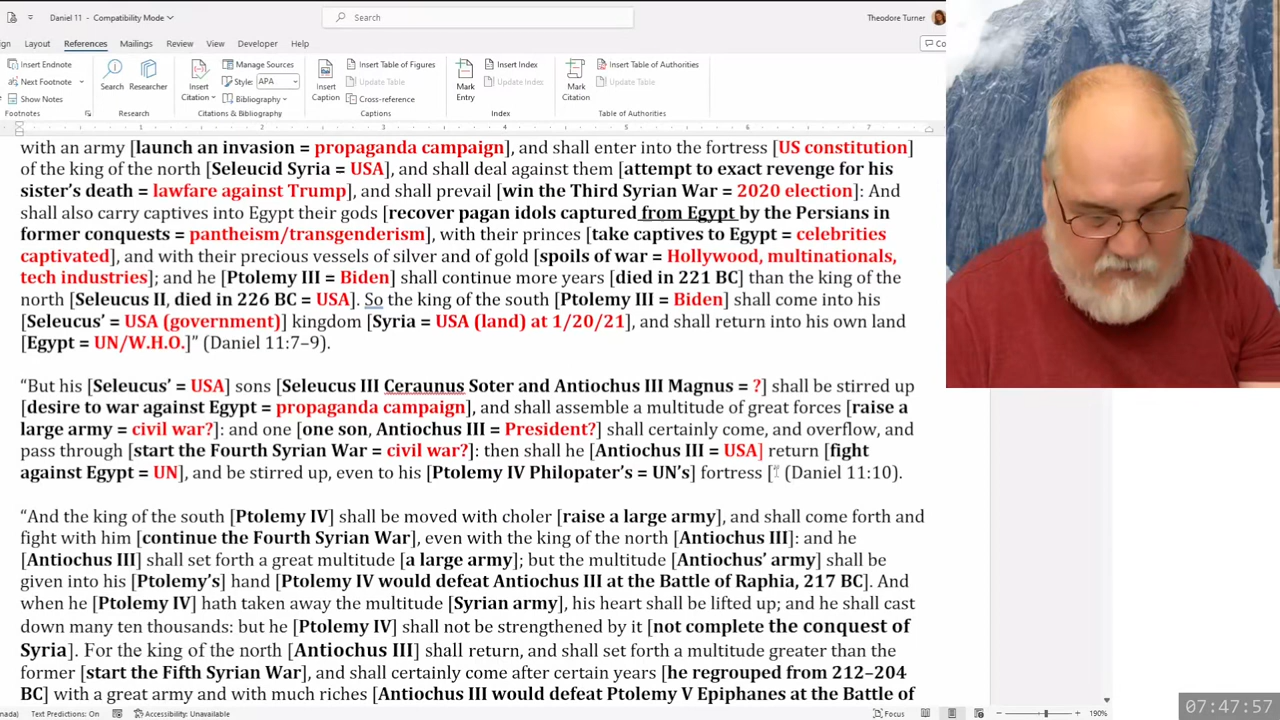 Daniel 11 - Compatibility Mode
Search
Theodore Turner
Layout References Mailings Review View Developer Help
Insert Endnote
Next Footnote
Show Notes
Footnotes
Search
Researcher
Research
Insert Citation
Manage Sources
Style: APA
Bibliography
Citations & Bibliography
Insert Caption
Insert Table of Figures
Update Table
Cross-reference
Captions
Mark Entry
Insert Index
Update Index
Index
Mark Citation
Insert Table of Authorities
Update Table
Table of Authorities
1 2 3 4 5 6 7
with an army [launch an invasion = propaganda campaign], and shall enter into the fortress [US constitution]
of the king of the north [Seleucid Syria = USA], and shall deal against them [attempt to exact revenge for his
sister’s death = lawfare against Trump], and shall prevail [win the Third Syrian War = 2020 election]: And
shall also carry captives into Egypt their gods [recover pagan idols captured from Egypt by the Persians in
former conquests = pantheism/transgenderism], with their princes [take captives to Egypt = celebrities
captivated], and with their precious vessels of silver and of gold [spoils of war = Hollywood, multinationals,
tech industries]; and he [Ptolemy III = Biden] shall continue more years [died in 221 BC] than the king of the
north [Seleucus II, died in 226 BC = USA]. So the king of the south [Ptolemy III = Biden] shall come into his
[Seleucus’ = USA (government)] kingdom [Syria = USA (land) at 1/20/21], and shall return into his own land
[Egypt = UN/W.H.O.]” (Daniel 11:7–9).
“But his [Seleucus’ = USA] sons [Seleucus III Ceraunus Soter and Antiochus III Magnus = ?] shall be stirred up
[desire to war against Egypt = propaganda campaign], and shall assemble a multitude of great forces [raise a
large army = civil war?]: and one [one son, Antiochus III = President?] shall certainly come, and overflow, and
pass through [start the Fourth Syrian War = civil war?]: then shall he [Antiochus III = USA] return [fight
against Egypt = UN], and be stirred up, even to his [Ptolemy IV Philopater’s = UN’s] fortress [” (Daniel 11:10).
“And the king of the south [Ptolemy IV] shall be moved with choler [raise a large army], and shall come forth and
fight with him [continue the Fourth Syrian War], even with the king of the north [Antiochus III]: and he
[Antiochus III] shall set forth a great multitude [a large army]; but the multitude [Antiochus’ army] shall be
given into his [Ptolemy’s] hand [Ptolemy IV would defeat Antiochus III at the Battle of Raphia, 217 BC]. And
when he [Ptolemy IV] hath taken away the multitude [Syrian army], his heart shall be lifted up; and he shall cast
down many ten thousands: but he [Ptolemy IV] shall not be strengthened by it [not complete the conquest of
Syria]. For the king of the north [Antiochus III] shall return, and shall set forth a multitude greater than the
former [start the Fifth Syrian War], and shall certainly come after certain years [he regrouped from 212–204
BC] with a great army and with much riches [Antiochus III would defeat Ptolemy V Epiphanes at the Battle of
Text Predictions: On
Accessibility: Unavailable
Focus
190%
07:47:57